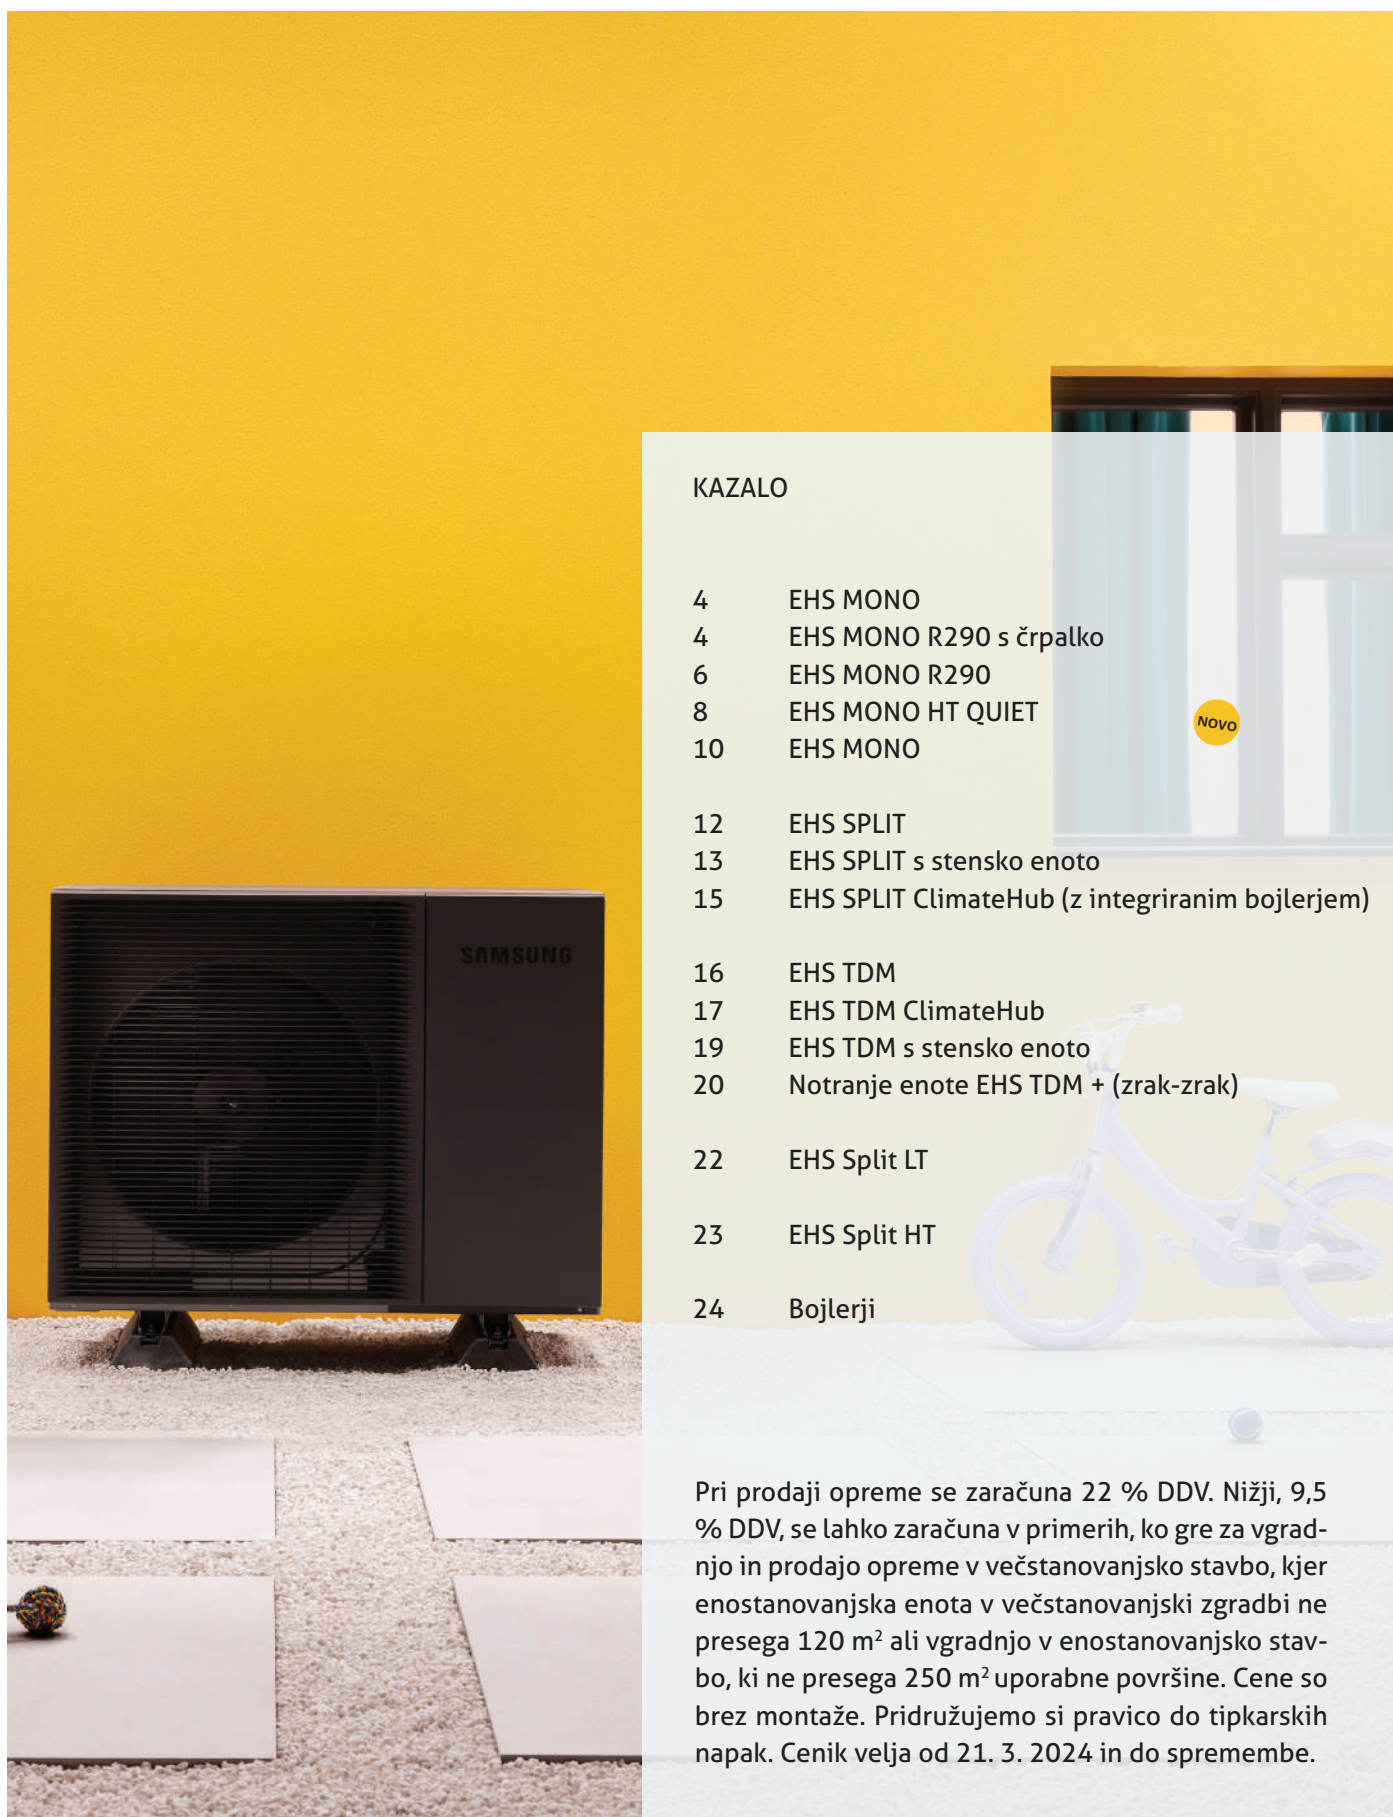 KAZALO
4 EHS MONO
4 EHS MONO R290 s črpalko
6 EHS MONO R290
8 EHS MONO HT QUIET
NOVO
10 EHS MONO
12 EHS SPLIT
13 EHS SPLIT s stensko enoto
15 EHS SPLIT ClimateHub (z integriranim bojlerjem)
SAMSUNG
16 EHS TDM
17 EHS TDM ClimateHub
19 EHS TDM s stensko enoto
20 Notranje enote EHS TDM + (zrak-zrak)
22 EHS Split LT
23 EHS Split HT
24 Bojlerji
Pri prodaji opreme se zaračuna 22 % DDV. Nižji, 9,5
% DDV, se lahko zaračuna v primerih, ko gre za vgrad-
njo in prodajo opreme v večstanovanjsko stavbo, kjer
enostanovanjska enota v večstanovanjski zgradbi ne
presega 120 m² ali vgradnjo v enostanovanjsko stav-
bo, ki ne presega 250 m² uporabne površine. Cene so
brez montaže. Pridružujemo si pravico do tipkarskih
napak. Cenik velja od 21. 3. 2024 in do spremembe.